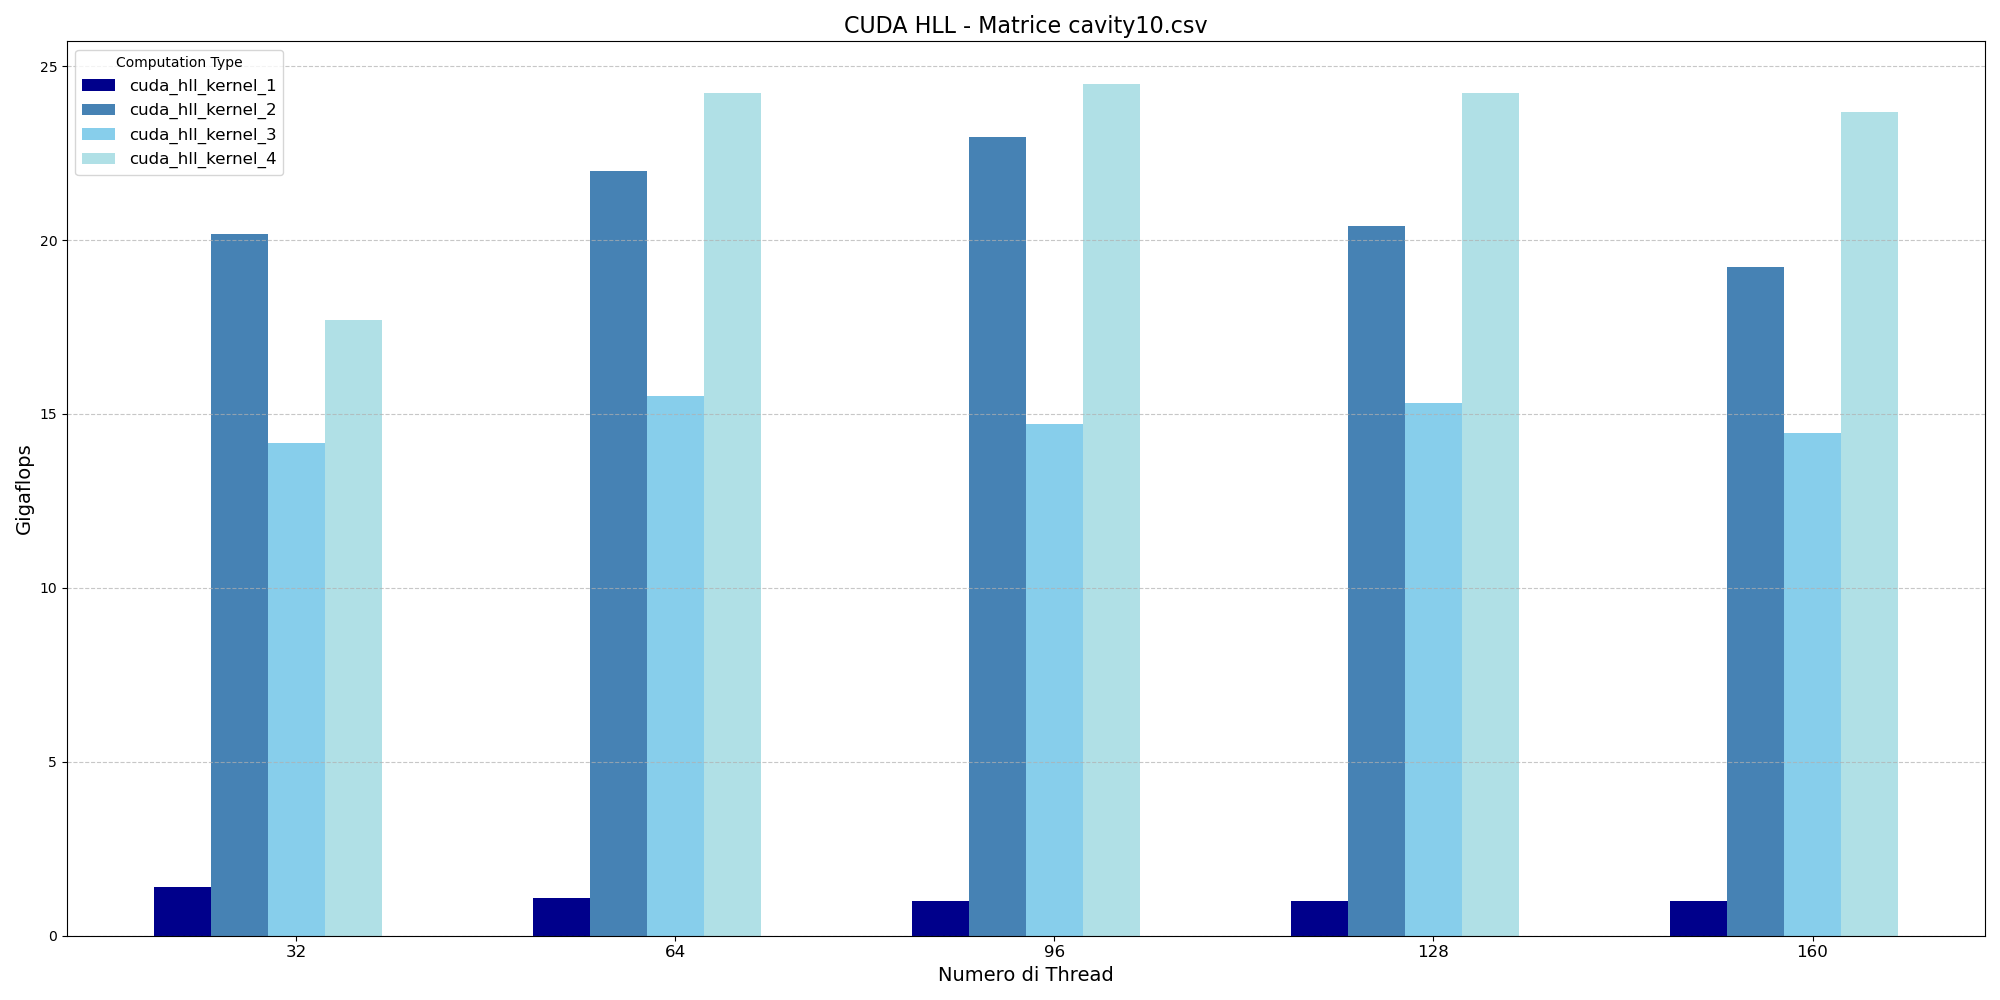 CUDA HLL - Matrice cavity10.csv
Computation Type
cuda_hll_kernel_1
cuda_hll_kernel_2
cuda_hll_kernel_3
cuda_hll_kernel_4
Gigaflops
25
20
15
10
5
0
32 64 96 128 160
Numero di Thread